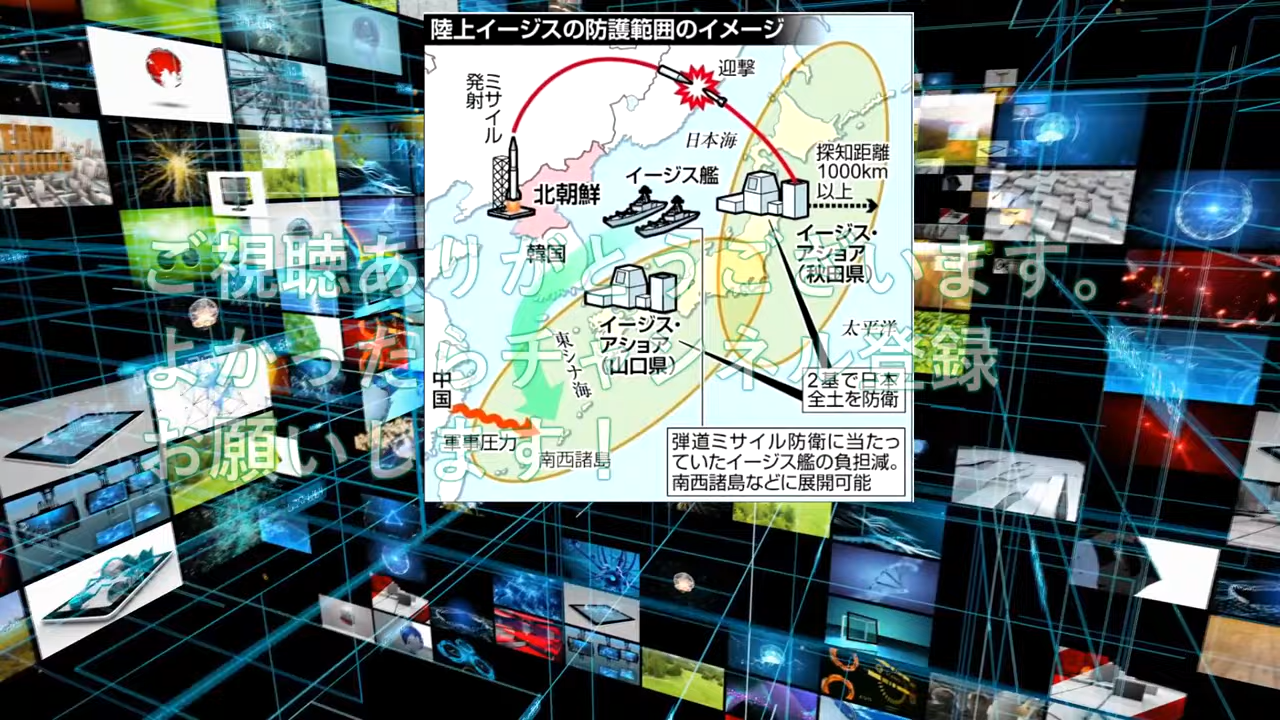 陸上イージスの防護範囲のイメージ
ミサイル
発射
迎撃
日本海
探知距離
1000km
以上
イージス艦
北朝鮮
韓国
イージス・
アショア
(秋田県)
ご視聴ありがとうございます。
イージス・
アショア
(山口県)
太平洋
東シナ海
よかったらチャンネル登録
中国
2基で日本
全土を防衛
お願いします!
軍事圧力
南西諸島
弾道ミサイル防衛に当たっ
ていたイージス艦の負担減。
南西諸島などに展開可能